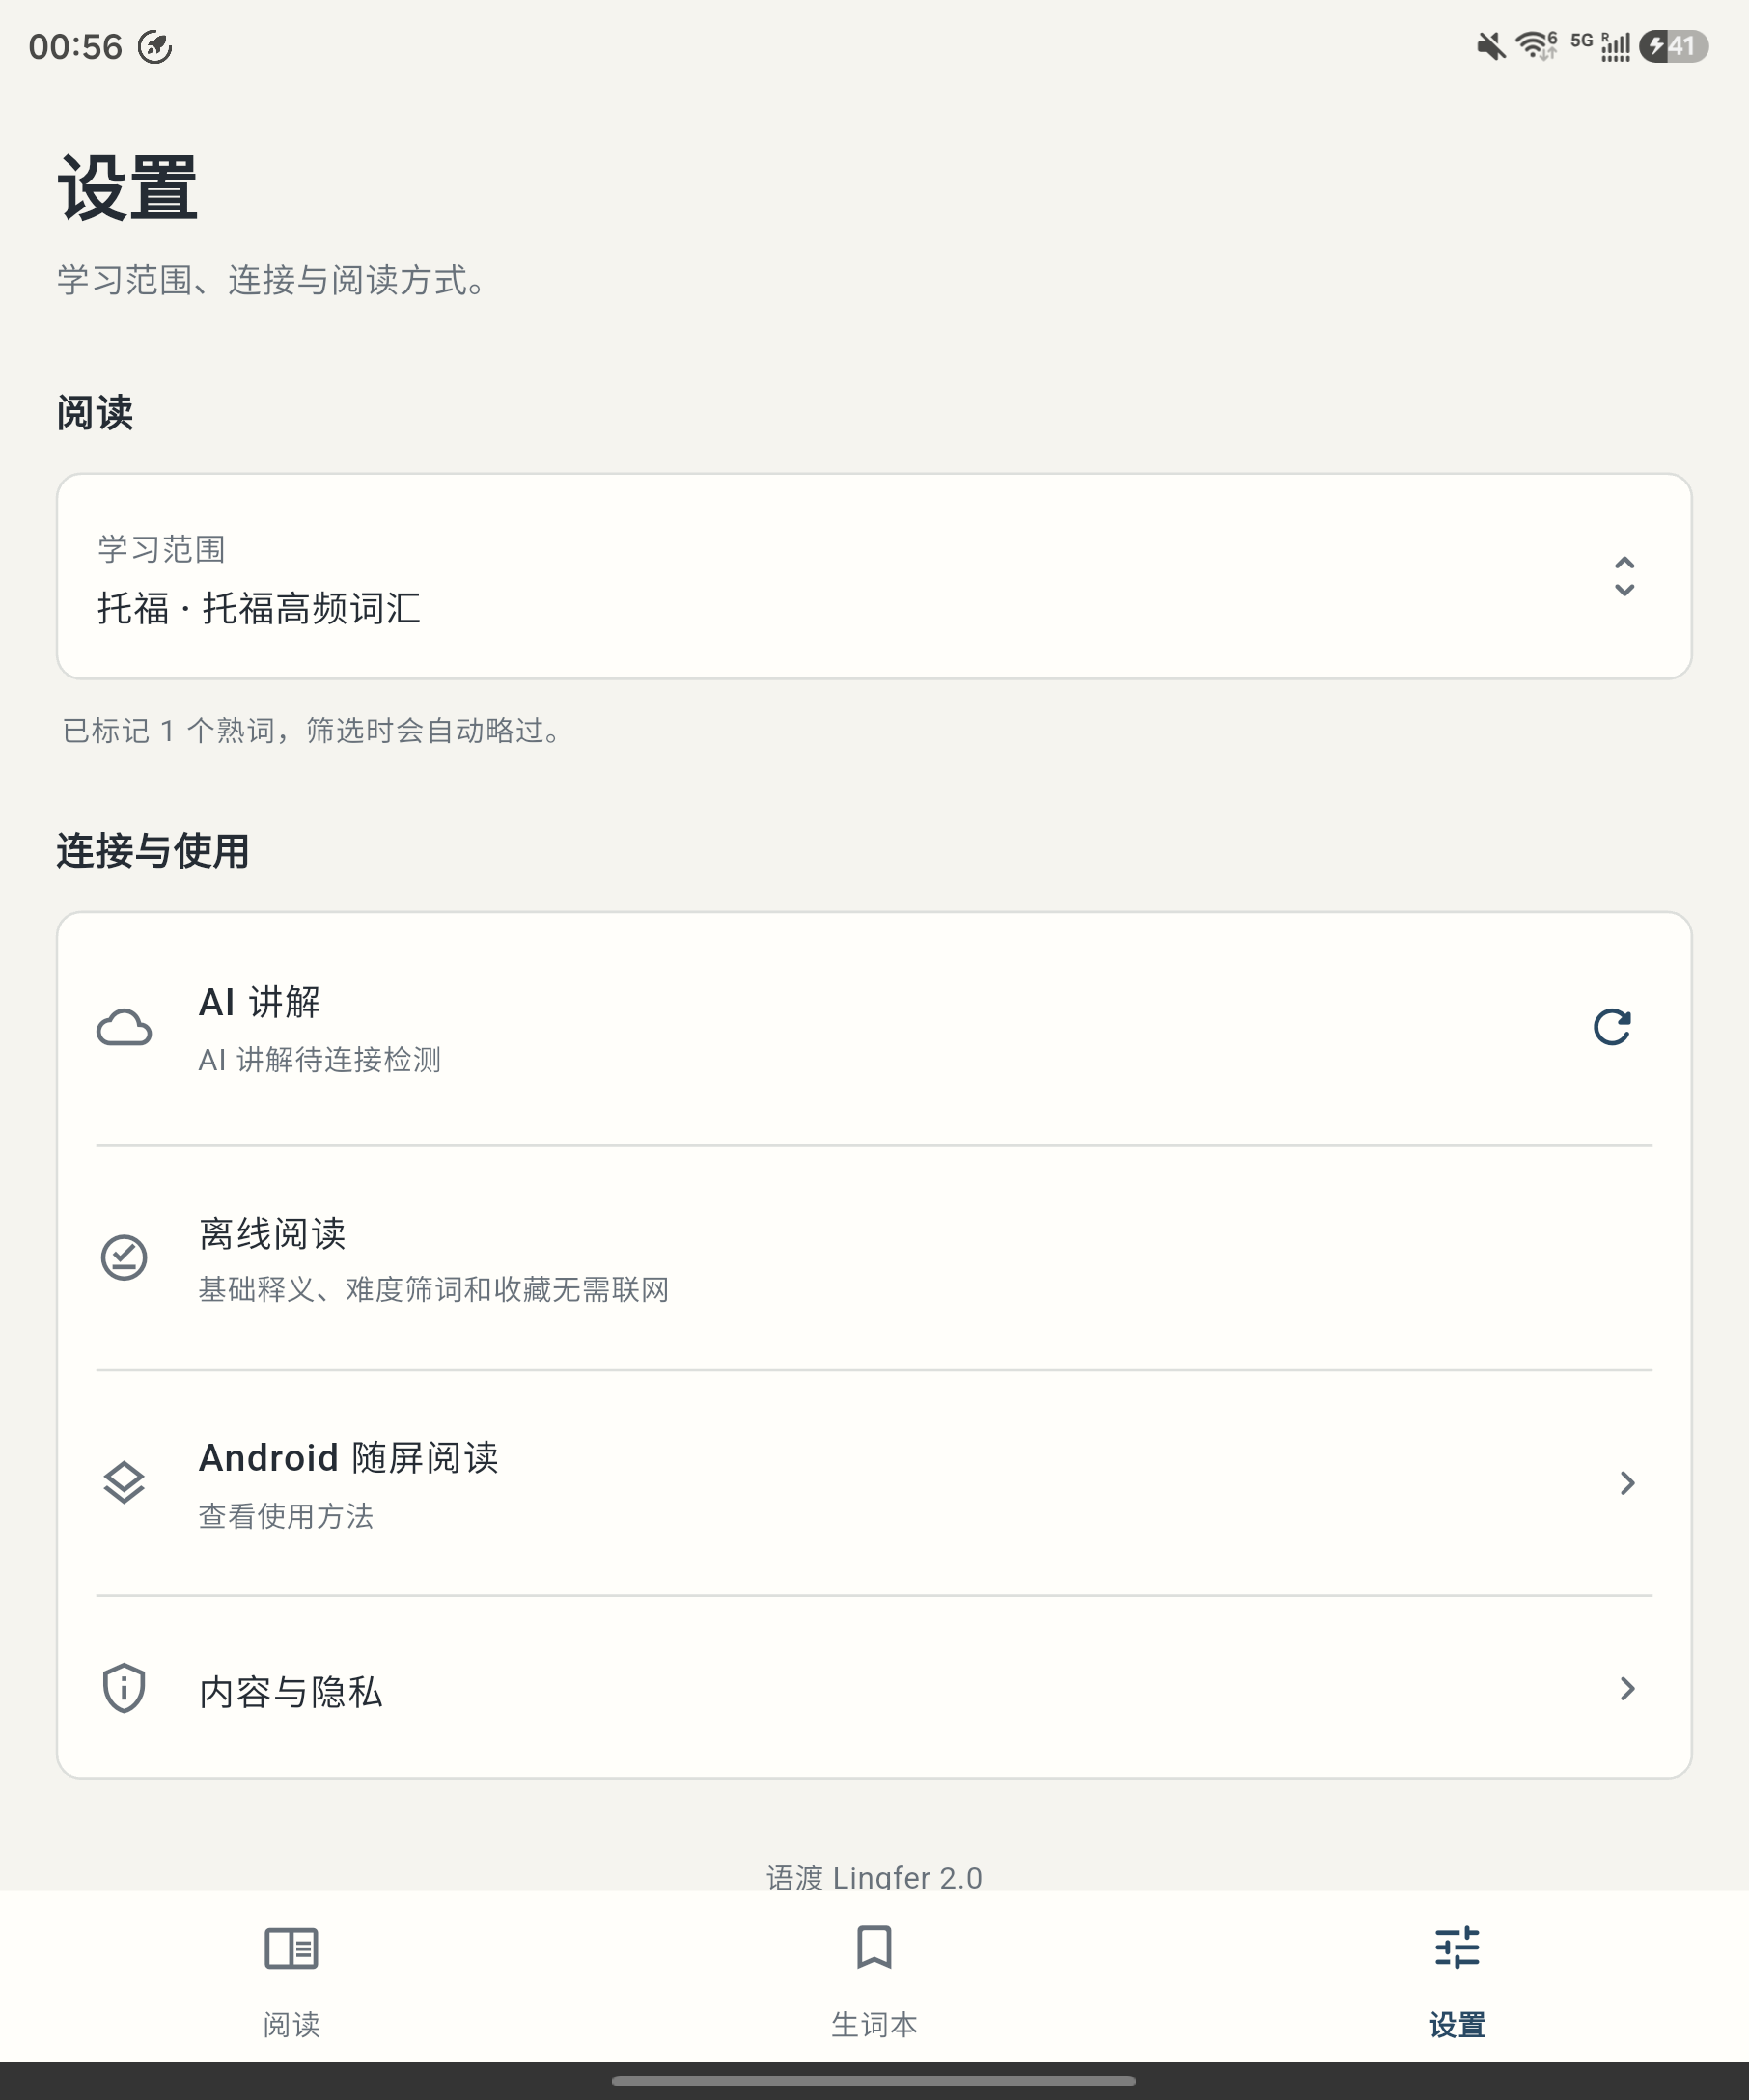 00:56
6 5G R 41
设置
学习范围、连接与阅读方式。
阅读
学习范围
托福 · 托福高频词汇
已标记 1 个熟词，筛选时会自动略过。
连接与使用
AI 讲解
AI 讲解待连接检测
离线阅读
基础释义、难度筛词和收藏无需联网
Android 随屏阅读
查看使用方法
内容与隐私
语渡 Lingfer 2.0
阅读
生词本
设置